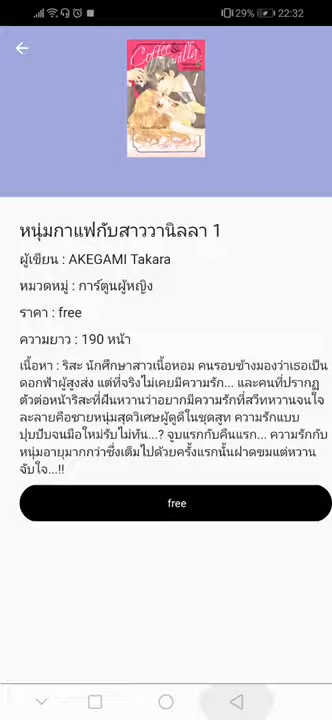 29% 22:32
Coffee &
Vanilla
หนุ่มกาแฟกับสาววานิลลา 1
ผู้เขียน : AKEGAMI Takara
หมวดหมู่ : การ์ตูนผู้หญิง
ราคา : free
ความยาว : 190 หน้า
เนื้อหา : ริสะ นักศึกษาสาวเนื้อหอม คนรอบข้างมองว่าเธอเป็น
ดอกฟ้าผู้สูงส่ง แต่ที่จริงไม่เคยมีความรัก... และคนที่ปรากฏ
ตัวต่อหน้าริสะที่ฝันหวานว่าอยากมีความรักที่สวีทหวานจนใจ
ละลายคือชายหนุ่มสุดวิเศษผู้ดูดีในชุดสูท ความรักแบบ
ปุบปับจนมือใหม่รับไม่ทัน...? จูบแรกกับคืนแรก... ความรักกับ
หนุ่มอายุมากกว่าซึ่งเต็มไปด้วยครั้งแรกนั้นฝาดขมแต่หวาน
จับใจ...!!
free